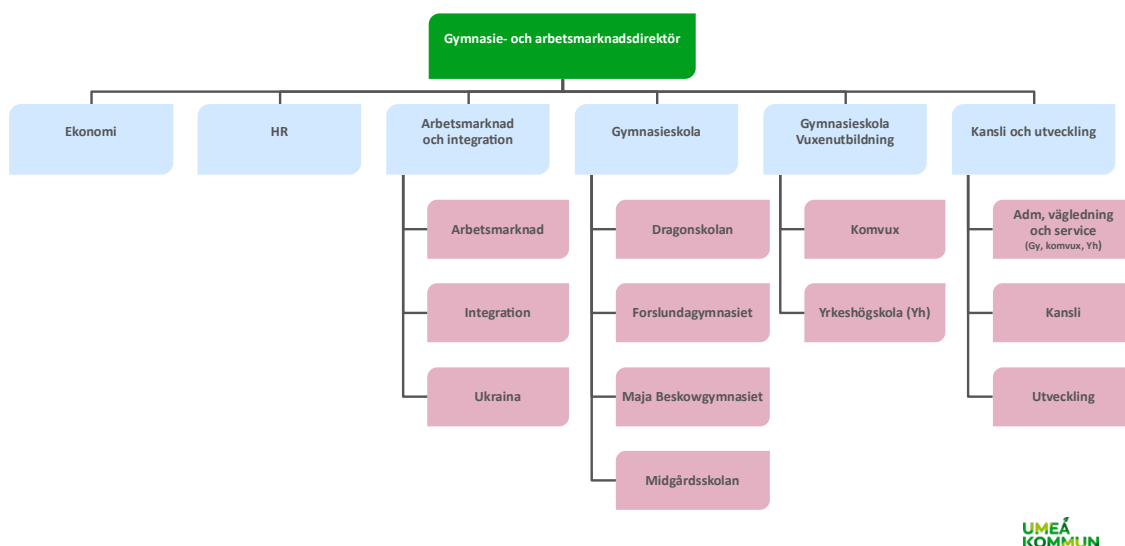 Gymnasie- och arbetsmarknadsdirektör
Ekonomi
HR
Arbetsmarknad
och integration
Gymnasieskola
Gymnasieskola
Vuxenutbildning
Kansli och utveckling
Arbetsmarknad
Dragonskolan
Komvux
Adm, vägledning
och service
(Gy, komvux, Yh)
Integration
Forslundagymnasiet
Yrkeshögskola (Yh)
Kansli
Ukraina
Maja Beskowgymnasiet
Utveckling
Midgårdsskolan
UMEÅ
KOMMUN